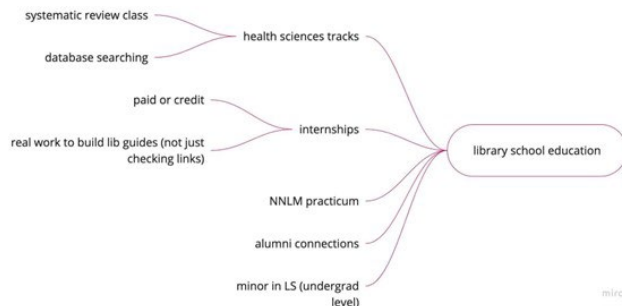 systematic review class
health sciences tracks
database searching
paid or credit
internships
library school education
real work to build lib guides (not just
checking links)
NNLM practicum
alumni connections
minor in LS (undergrad
level)
miro